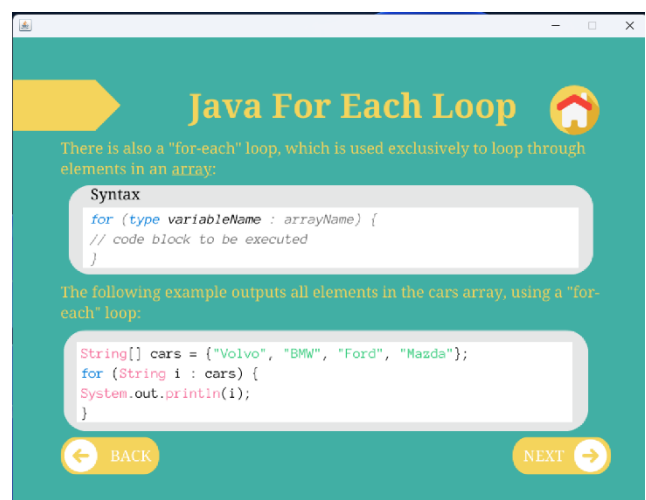 Java For Each Loop
There is also a "for-each" loop, which is used exclusively to loop through
elements in an array:
Syntax
for (type variableName : arrayName) {
// code block to be executed
}
The following example outputs all elements in the cars array, using a "for-
each" loop:
String[] cars = {"Volvo", "BMW", "Ford", "Mazda"};
for (String i : cars) {
System.out.println(i);
}
BACK
NEXT